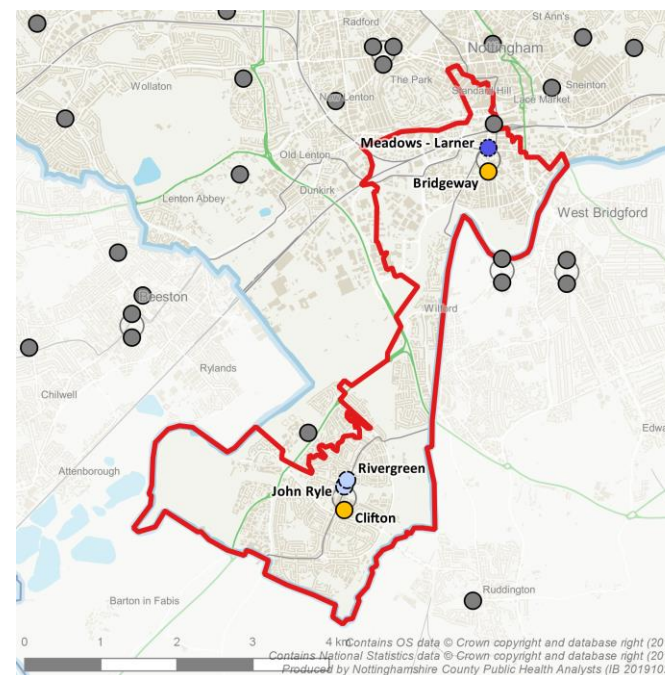 St Ann's
Radford
Nottingham
Wollaton
The Park
Sneinton
New Lenton
Standard Hill
Lace Market
Meadows - Larner
Old Lenton
Bridgeway
Dunkirk
Lenton Abbey
West Bridgford
Beeston
Wilford
Rylands
Chilwell
Edwa
Attenborough
Rivergreen
John Ryle
Clifton
Ruddington
Barton in Fabis
0 1 2 3 4 km
Contains OS data © Crown copyright and database right (20
Contains National Statistics data © Crown copyright and database right (20
Produced by Nottinghamshire County Public Health Analysts (IB 201910